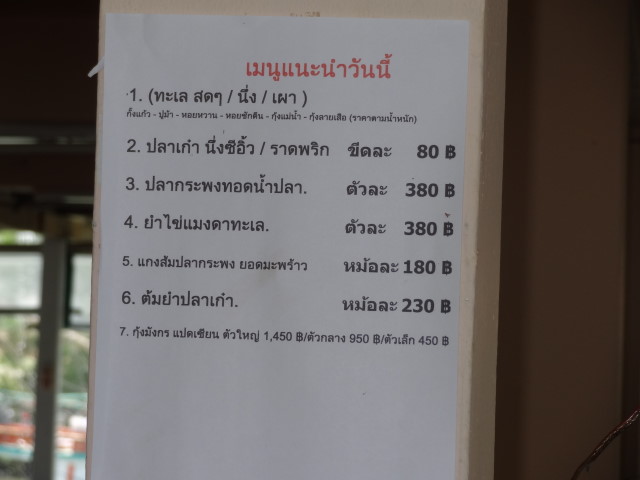 เมนูแนะนำวันนี้
1. (ทะเล สดๆ / นึ่ง / เผา )
กั้งแก้ว - ปูม้า - หอยหวาน - หอยชักตีน - กุ้งแม่น้ำ - กุ้งลายเสือ (ราคาตามน้ำหนัก)
2. ปลาเก๋า นึ่งซีอิ้ว / ราดพริก ขีดละ 80 ฿
3. ปลากระพงทอดน้ำปลา. ตัวละ 380 ฿
4. ยำไข่แมงดาทะเล. ตัวละ 380 ฿
5. แกงส้มปลากระพง ยอดมะพร้าว หม้อละ 180 ฿
6. ต้มยำปลาเก๋า. หม้อละ 230 ฿
7. กุ้งมังกร แปดเซียน ตัวใหญ่ 1,450 ฿/ตัวกลาง 950 ฿/ตัวเล็ก 450 ฿